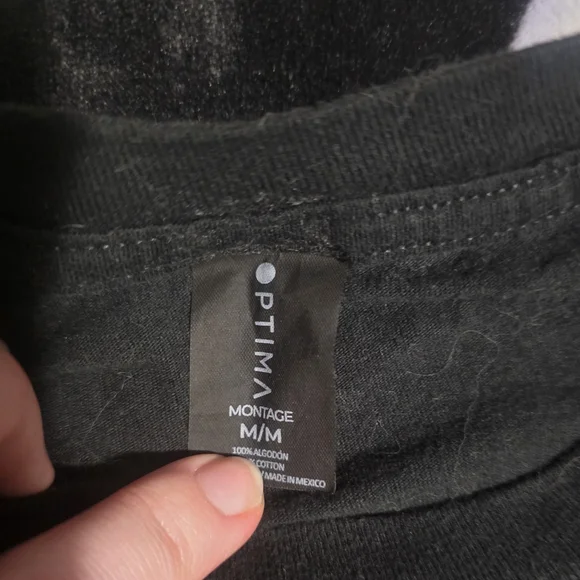 OPTIMA
MONTAGE
M/M
100% ALGODÓN
COTTON
/ MADE IN MEXICO